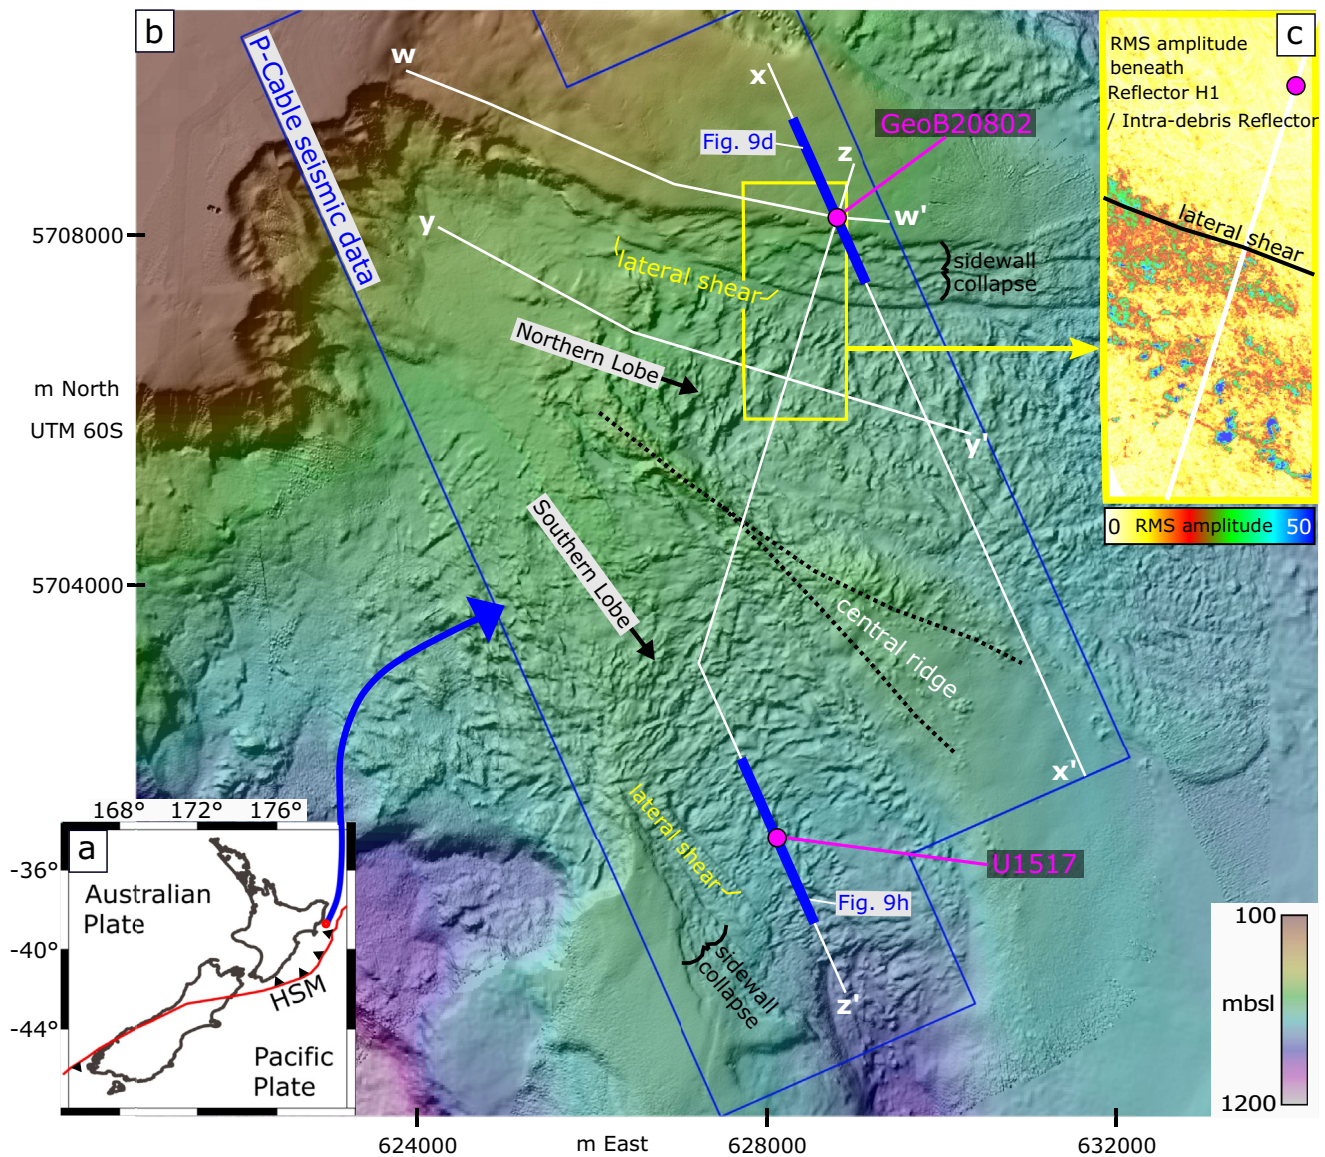 b
w
x
P-Cable seismic data
GeoB20802
Fig. 9d
z
y
w'
5708000
lateral shear
sidewall
collapse
Northern Lobe
m North
UTM 60S
y'
Southern Lobe
5704000
central ridge
x'
lateral shear
U1517
Fig. 9h
sidewall
collapse
z'
c
RMS amplitude
beneath
Reflector H1
/ Intra-debris Reflector
lateral shear
0 RMS amplitude 50
168° 172° 176°
a
-36°
Australian
Plate
-40°
HSM
-44°
Pacific
Plate
100
mbsl
1200
624000 m East 628000 632000